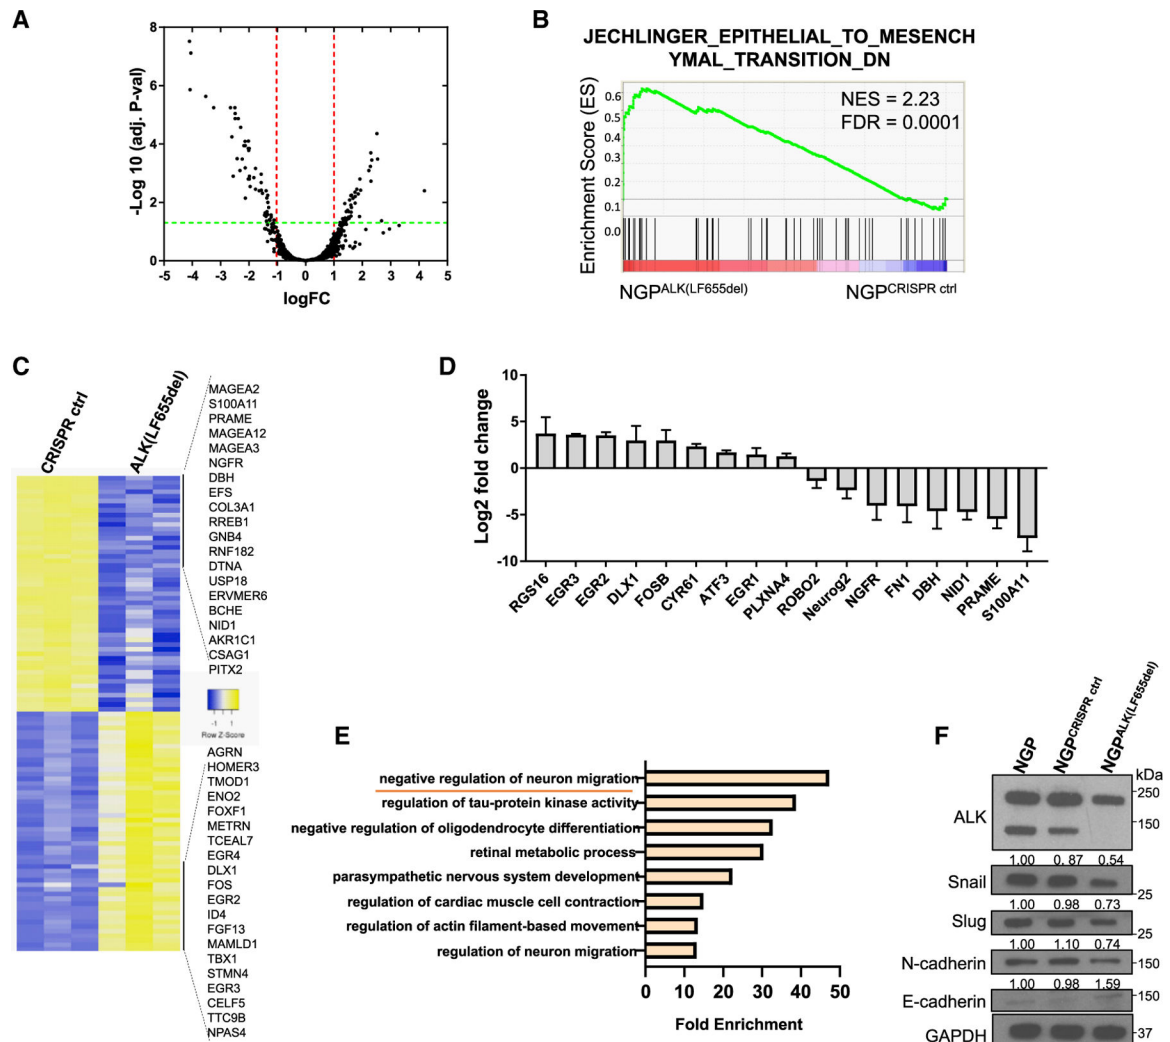 A
8
6
4
2
0
-Log 10 (adj. P-val)
-5 -4 -3 -2 -1 0 1 2 3 4 5
logFC
B
JECHLINGER_EPITHELIAL_TO_MESENCH
YMAL_TRANSITION_DN
Enrichment Score (ES)
0.6
0.5
0.4
0.3
0.2
0.1
0.0
NES = 2.23
FDR = 0.0001
NGPALK(LF655del)
NGPCRISPR ctrl
C
CRISPR ctrl
ALK(LF655del)
MAGEA2
S100A11
PRAME
MAGEA12
MAGEA3
NGFR
DBH
EFS
COL3A1
RREB1
GNB4
RNF182
DTNA
USP18
ERVMER6
BCHE
NID1
AKR1C1
CSAG1
PITX2
-1 1
Row Z-Score
AGRN
HOMER3
TMOD1
ENO2
FOXF1
METRN
TCEAL7
EGR4
DLX1
FOS
EGR2
ID4
FGF13
MAMLD1
TBX1
STMN4
EGR3
CELF5
TTC9B
NPAS4
D
Log2 fold change
10
5
0
-5
-10
RGS16
EGR3
EGR2
DLX1
FOSB
CYR61
ATF3
EGR1
PLXNA4
ROBO2
Neurog2
NGFR
FN1
DBH
NID1
PRAME
S100A11
E
negative regulation of neuron migration
regulation of tau-protein kinase activity
negative regulation of oligodendrocyte differentiation
retinal metabolic process
parasympathetic nervous system development
regulation of cardiac muscle cell contraction
regulation of actin filament-based movement
regulation of neuron migration
0 10 20 30 40 50
Fold Enrichment
F
NGP
NGPCRISPR ctrl
NGPALK(LF655del)
kDa
ALK
250
150
1.00 0.87 0.54
Snail
25
1.00 0.98 0.73
Slug
25
1.00 1.10 0.74
N-cadherin
150
1.00 0.98 1.59
E-cadherin
150
GAPDH
37